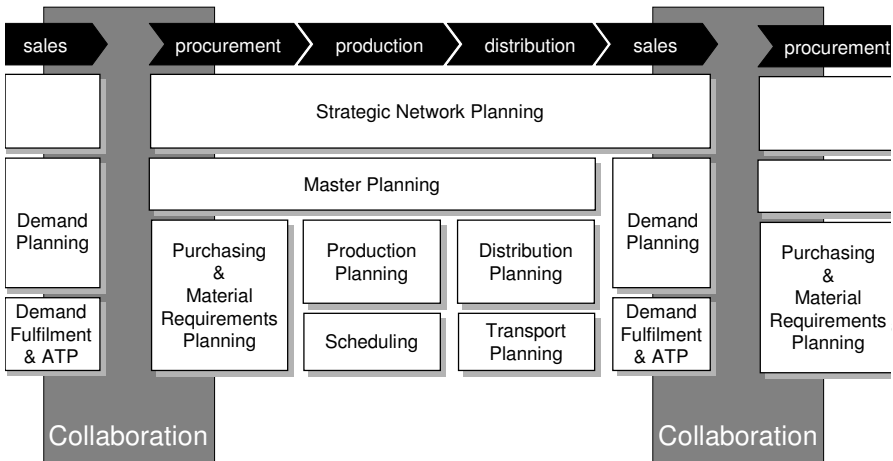 sales
procurement
production
distribution
sales
procurement
Strategic Network Planning
Master Planning
Demand
Planning
Demand
Fulfilment
& ATP
Purchasing
&
Material
Requirements
Planning
Production
Planning
Scheduling
Distribution
Planning
Transport
Planning
Demand
Planning
Demand
Fulfilment
& ATP
Purchasing
&
Material
Requirements
Planning
Collaboration
Collaboration